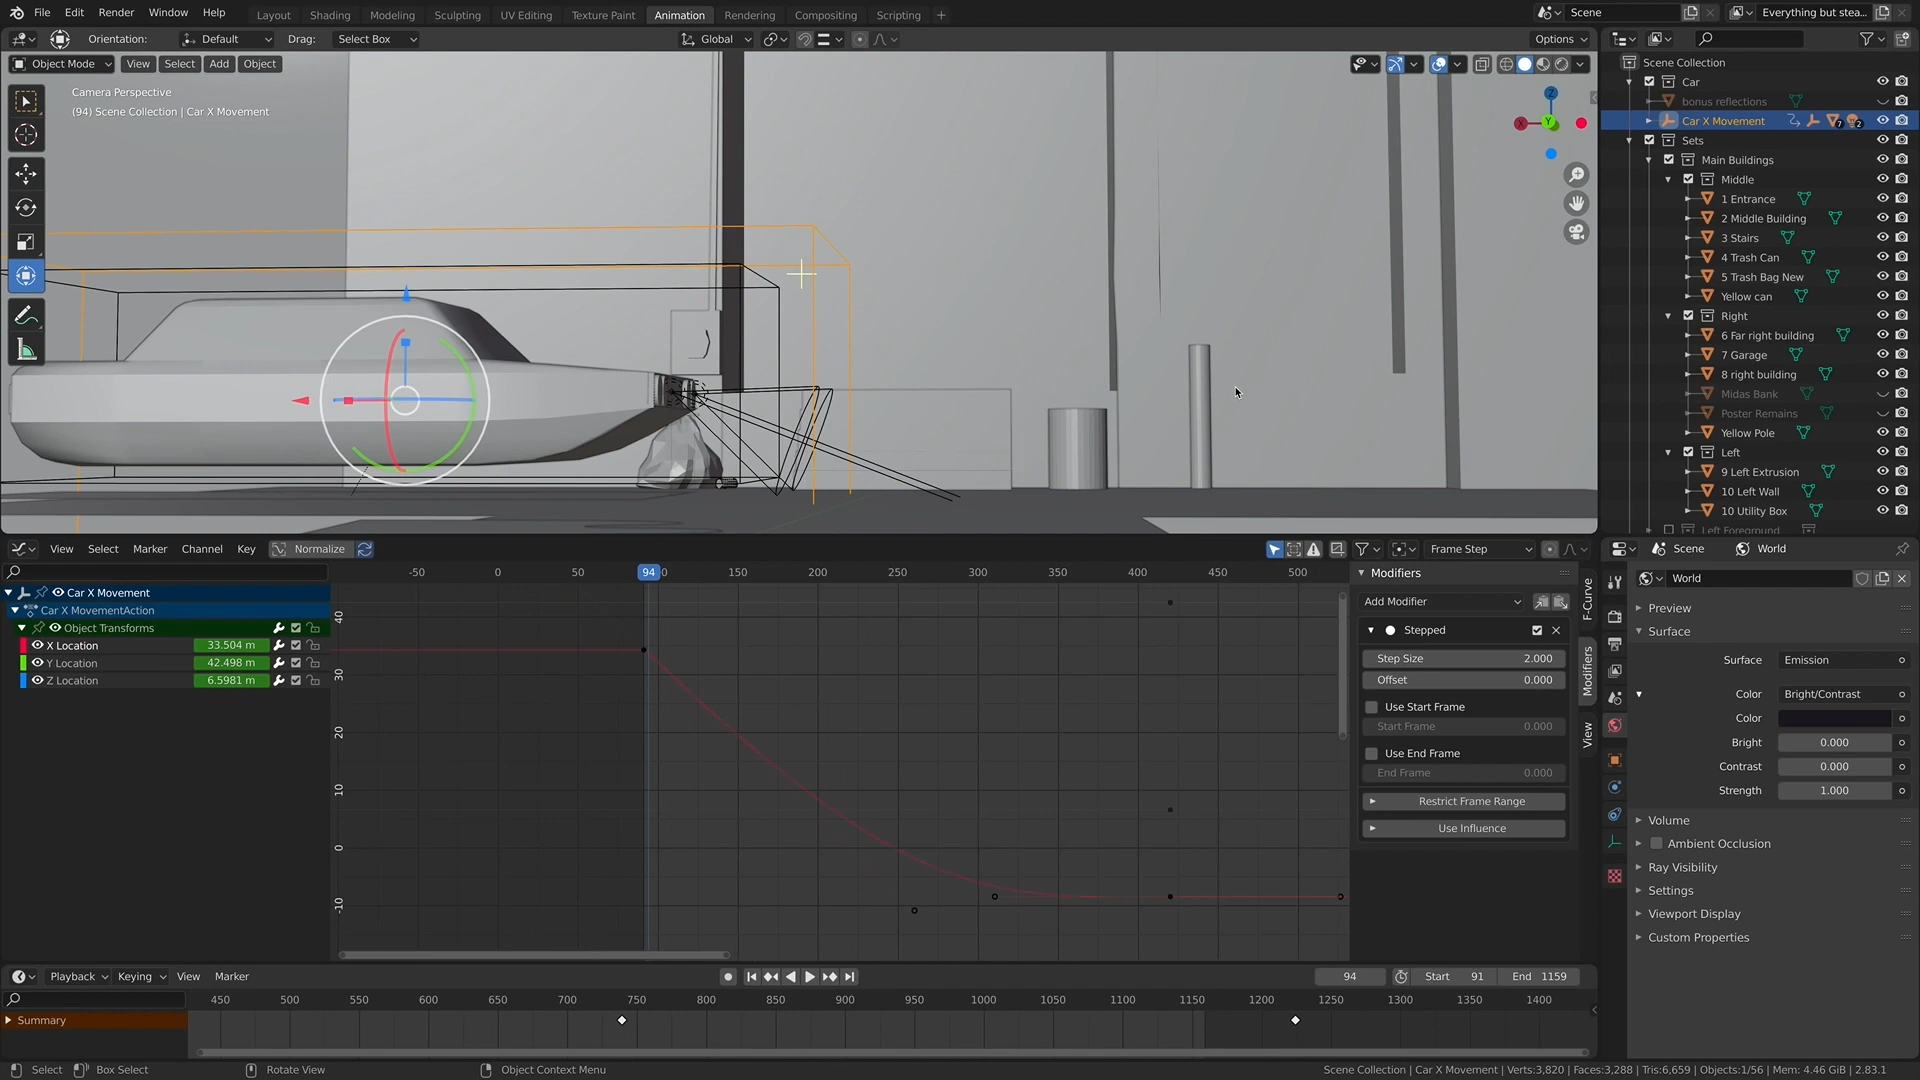 File Edit Render Window Help Layout Shading Modeling Sculpting UV Editing Texture Paint Animation Rendering Compositing Scripting + Scene Everything but stea...
Orientation: Default Drag: Select Box Global Options
Object Mode View Select Add Object
Camera Perspective
(94) Scene Collection | Car X Movement
Z
X
Y
Scene Collection
Car
bonus reflections
Car X Movement 7 2
Sets
Main Buildings
Middle
1 Entrance
2 Middle Building
3 Stairs
4 Trash Can
5 Trash Bag New
Yellow can
Right
6 Far right building
7 Garage
8 right building
Midas Bank
Poster Remains
Yellow Pole
Left
9 Left Extrusion
10 Left Wall
10 Utility Box
Left Foreground
View Select Marker Channel Key Normalize Frame Step
-50 0 50 94 0 150 200 250 300 350 400 450 500
Car X Movement
Car X MovementAction
Object Transforms
X Location 33.504 m
Y Location 42.498 m
Z Location 6.5981 m
40
30
20
10
0
-10
Modifiers
Add Modifier
Stepped
Step Size 2.000
Offset 0.000
Use Start Frame
Start Frame 0.000
Use End Frame
End Frame 0.000
Restrict Frame Range
Use Influence
F-Curve
Modifiers
View
Scene World
World
Preview
Surface
Surface Emission
Color Bright/Contrast
Color
Bright 0.000
Contrast 0.000
Strength 1.000
Volume
Ambient Occlusion
Ray Visibility
Settings
Viewport Display
Custom Properties
Playback Keying View Marker 94 Start 91 End 1159
450 500 550 600 650 700 750 800 850 900 950 1000 1050 1100 1150 1200 1250 1300 1350 1400
Summary
Select Box Select Rotate View Object Context Menu Scene Collection | Car X Movement | Verts:3,820 | Faces:3,288 | Tris:6,659 | Objects:1/56 | Mem: 4.46 GiB | 2.83.1